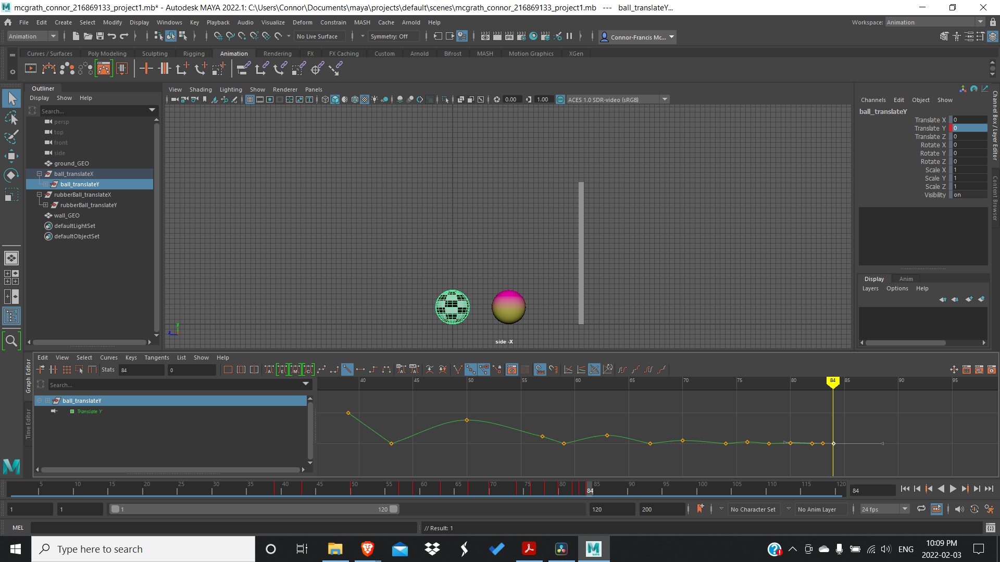 mcgrath_connor_216869133_project1.mb* - Autodesk MAYA 2022.1: C:\Users\Connor\Documents\maya\projects\default\scenes\mcgrath_connor_216869133_project1.mb   ---   ball_translateY...
File Edit Create Select Modify Display Windows Key Playback Audio Visualize Deform Constrain MASH Cache Arnold Help
Workspace: Animation
Animation
No Live Surface
Symmetry: Off
Connor-Francis Mc...
Curves / Surfaces Poly Modeling Sculpting Rigging Animation Rendering FX FX Caching Custom Arnold Bifrost MASH Motion Graphics XGen
Outliner
Display Show Help
Search...
persp
top
front
side
ground_GEO
ball_translateX
ball_translateY
rubberBall_translateX
rubberBall_translateY
wall_GEO
defaultLightSet
defaultObjectSet
View Shading Lighting Show Renderer Panels
0.00 1.00 ACES 1.0 SDR-video (sRGB)
y
z
side -X
Channels Edit Object Show
ball_translateY
Translate X 0
Translate Y 0
Translate Z 0
Rotate X 0
Rotate Y 0
Rotate Z 0
Scale X 1
Scale Y 1
Scale Z 1
Visibility on
Channel Box / Layer Editor
Content Browser
Display Anim
Layers Options Help
Graph Editor
Time Editor
Edit View Select Curves Keys Tangents List Show Help
Stats 84 0
Search...
ball_translateY
Translate Y
40 45 50 55 60 65 70 75 80 84 85 90 95
5 10 15 20 25 30 35 40 45 50 55 60 65 70 75 80 85 90 95 100 105 110 115 120
84
84
1 1 1 120 120 200
No Character Set
No Anim Layer
24 fps
MEL
// Result: 1
Type here to search
ENG
10:09 PM
2022-02-03